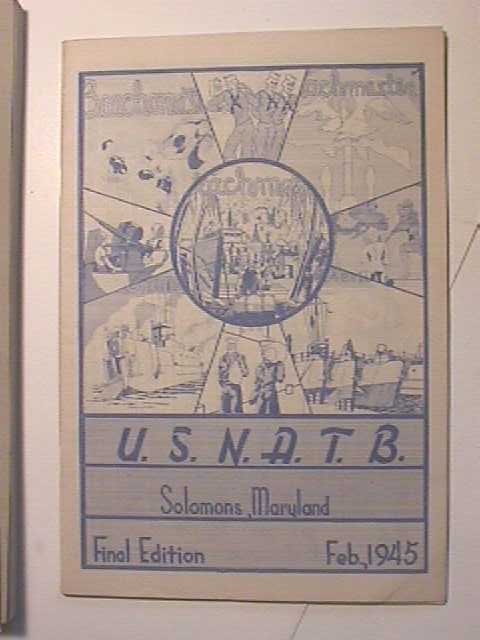 U. S. N. A. T. B.
Solomons, Maryland
Final Edition Feb., 1945